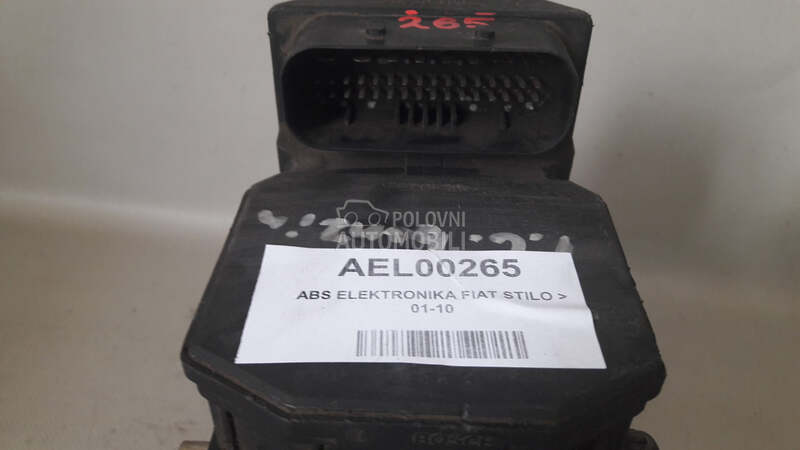 265
POLOVNI
AUTOMOBILI
AEL00265
ABS ELEKTRONIKA FIAT STILO >
01-10